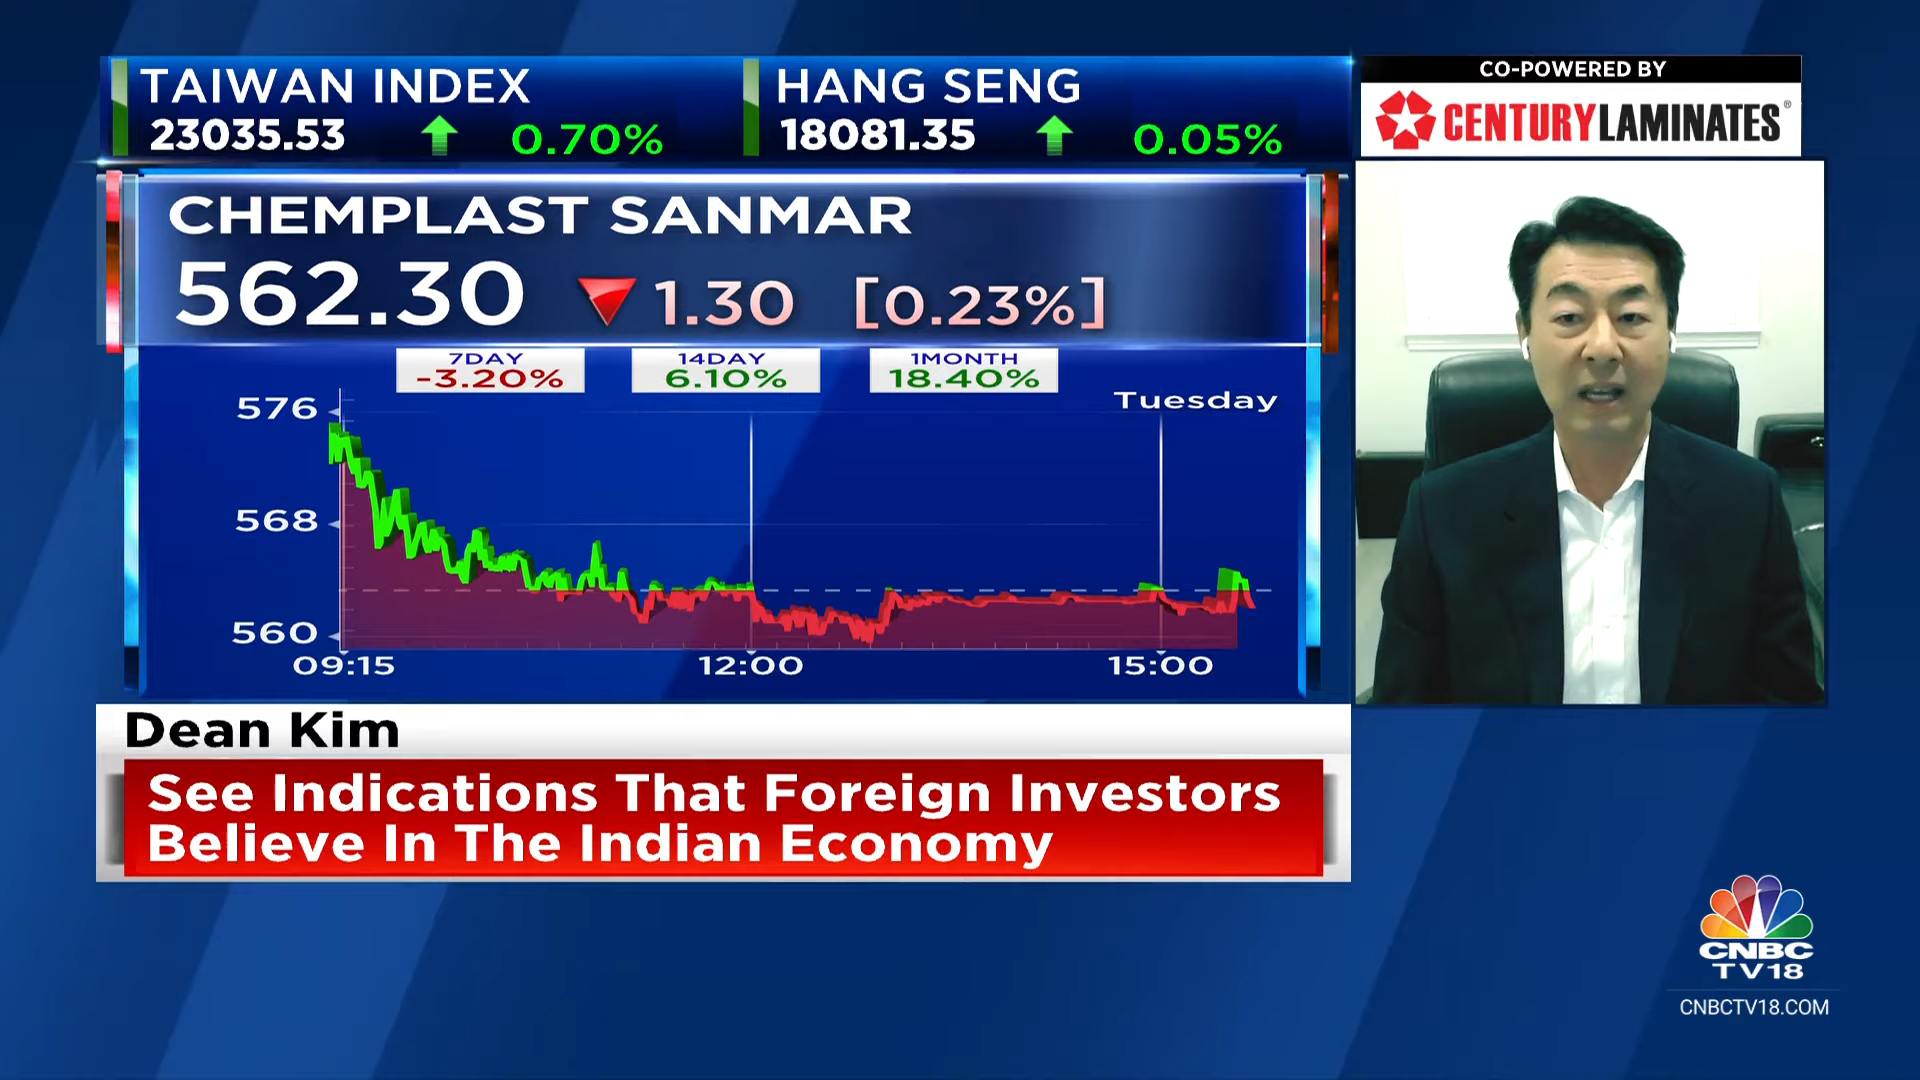 TAIWAN INDEX
23035.53 0.70%
HANG SENG
18081.35 0.05%
CO-POWERED BY
CENTURYLAMINATES®
CHEMPLAST SANMAR
562.30 1.30 [0.23%]
7DAY
-3.20%
14DAY
6.10%
1MONTH
18.40%
Tuesday
576
568
560
09:15 12:00 15:00
Dean Kim
See Indications That Foreign Investors
Believe In The Indian Economy
CNBC
TV18
CNBCTV18.COM